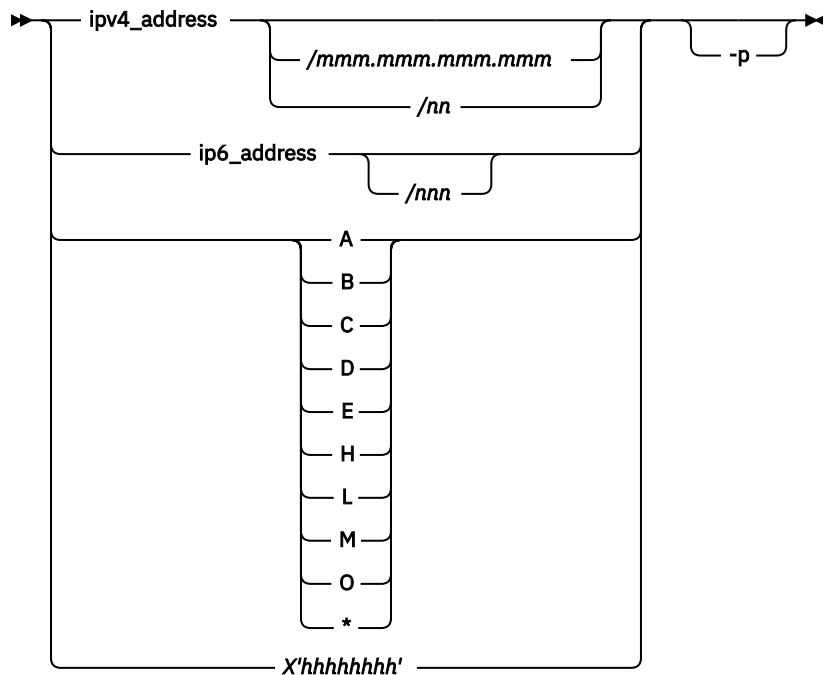 ipv4_address
/mmm.mmm.mmm.mmm
-p
/nn
ip6_address
/nnn
A
B
C
D
E
H
L
M
O
*
X'hhhhhhhh'